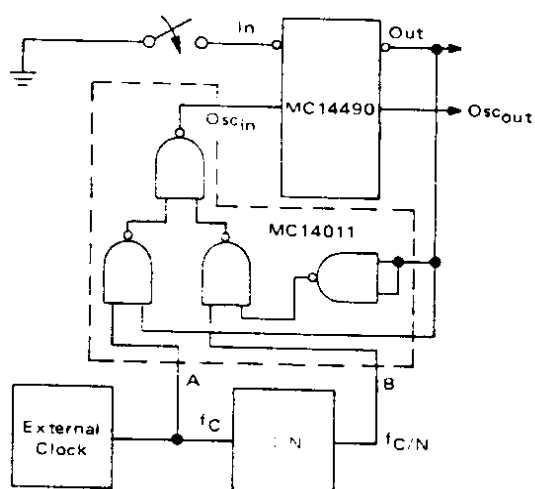 In
Out
MC14490
Osc_in
Osc_out
MC14011
A
B
External
Clock
f_C
N
f_C/N